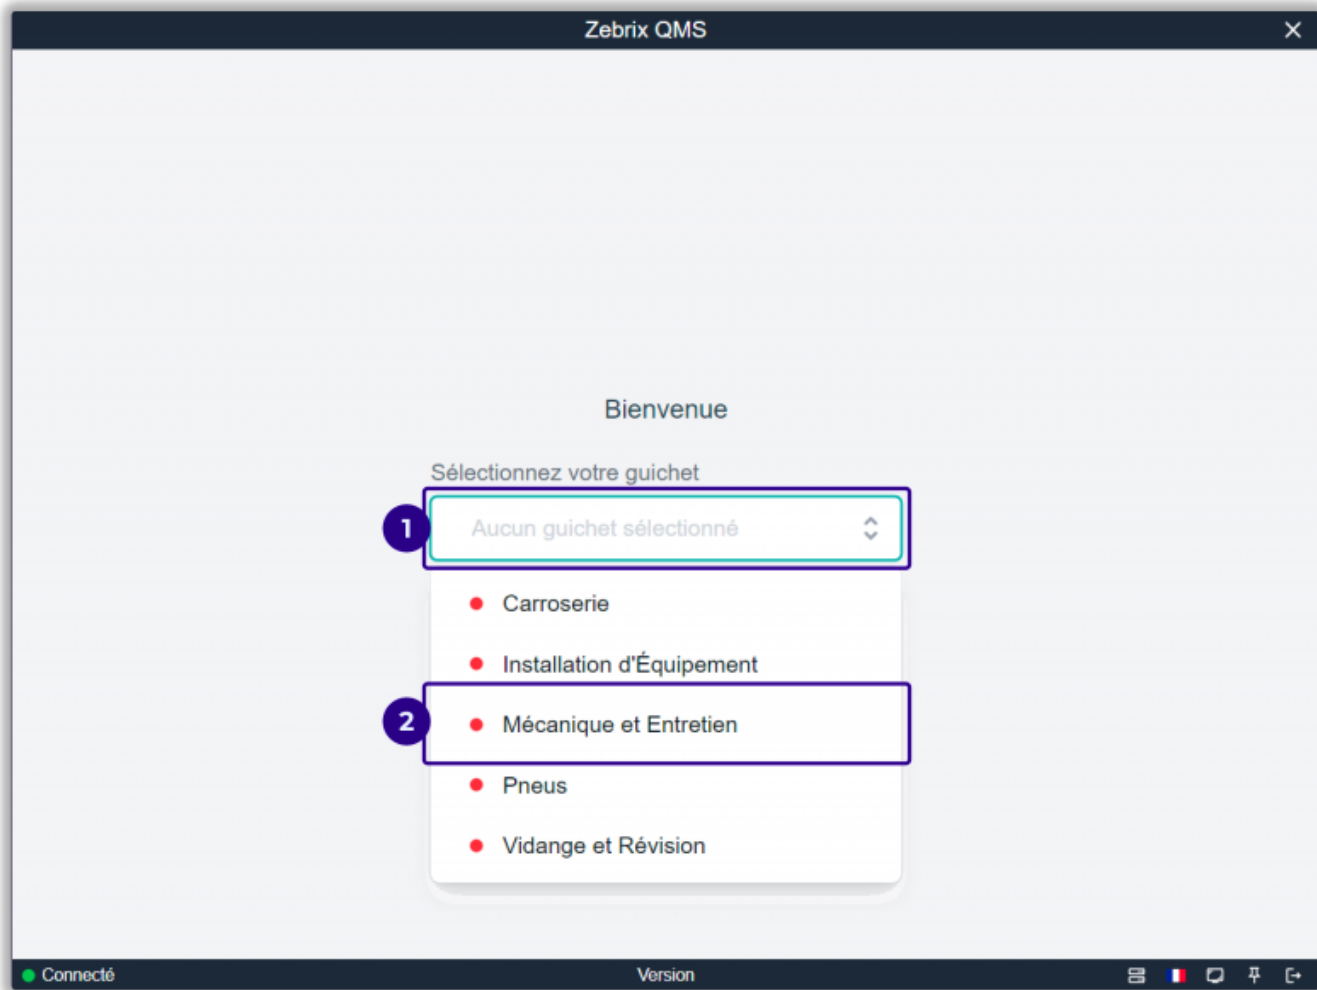 Zebrix QMS
Bienvenue
Sélectionnez votre guichet
1
Aucun guichet sélectionné
Carroserie
Installation d'Équipement
2
Mécanique et Entretien
Pneus
Vidange et Révision
Connecté
Version